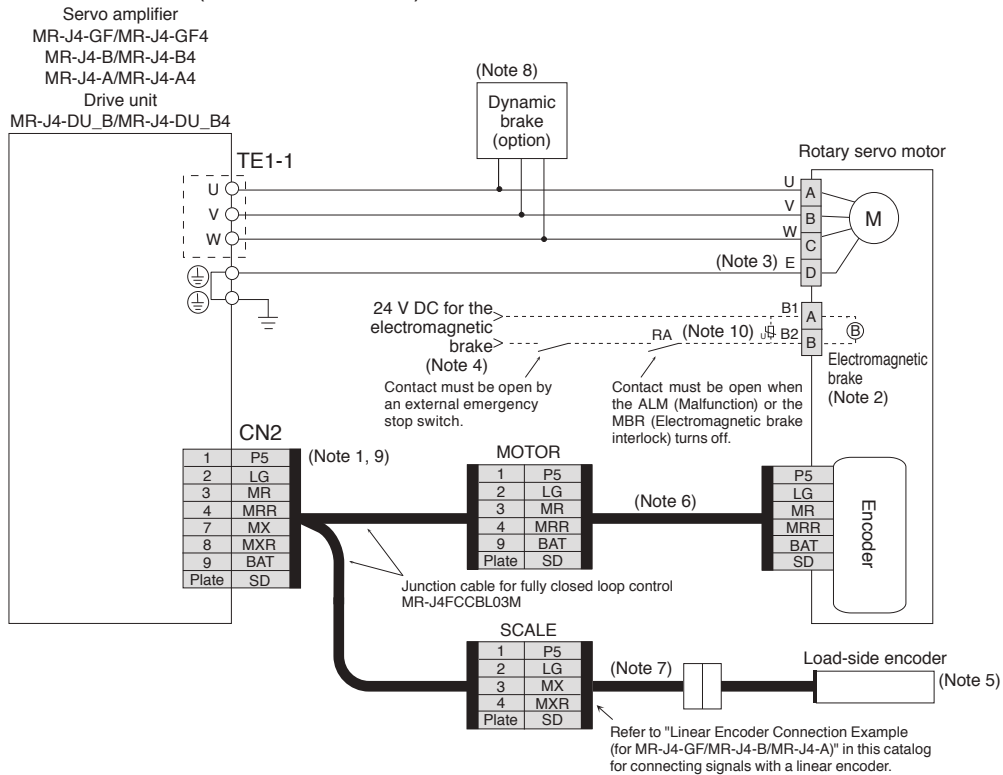 Servo amplifier
MR-J4-GF/MR-J4-GF4
MR-J4-B/MR-J4-B4
MR-J4-A/MR-J4-A4
Drive unit
MR-J4-DU_B/MR-J4-DU_B4
TE1-1
U
V
W
(Note 8)
Dynamic
brake
(option)
Rotary servo motor
U A
V B
W C
(Note 3) E D
M
24 V DC for the
electromagnetic
brake
(Note 4)
Contact must be open by
an external emergency
stop switch.
RA
(Note 10)
U
B1 A
B2 B
B
Electromagnetic
brake
(Note 2)
Contact must be open when
the ALM (Malfunction) or the
MBR (Electromagnetic brake
interlock) turns off.
CN2
(Note 1, 9)
1 P5
2 LG
3 MR
4 MRR
7 MX
8 MXR
9 BAT
Plate SD
MOTOR
1 P5
2 LG
3 MR
4 MRR
9 BAT
Plate SD
(Note 6)
P5
LG
MR
MRR
BAT
SD
Encoder
Junction cable for fully closed loop control
MR-J4FCCBL03M
SCALE
1 P5
2 LG
3 MX
4 MXR
Plate SD
(Note 7)
Load-side encoder
(Note 5)
Refer to "Linear Encoder Connection Example
(for MR-J4-GF/MR-J4-B/MR-J4-A)" in this catalog
for connecting signals with a linear encoder.